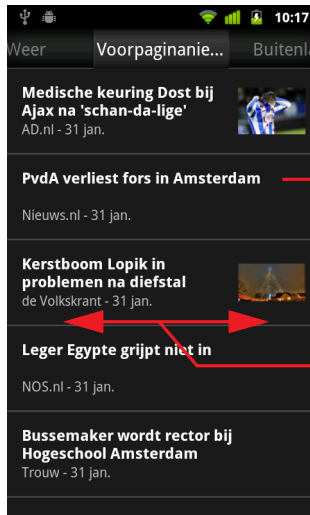 10:17
Weer Voorpaginanie... Buitenla
Medische keuring Dost bij
Ajax na 'schan-da-lige'
AD.nl - 31 jan.
PvdA verliest fors in Amsterdam
Nieuws.nl - 31 jan.
Kerstboom Lopik in
problemen na diefstal
de Volkskrant - 31 jan.
Leger Egypte grijpt niet in
NOS.nl - 31 jan.
Bussemaker wordt rector bij
Hogeschool Amsterdam
Trouw - 31 jan.